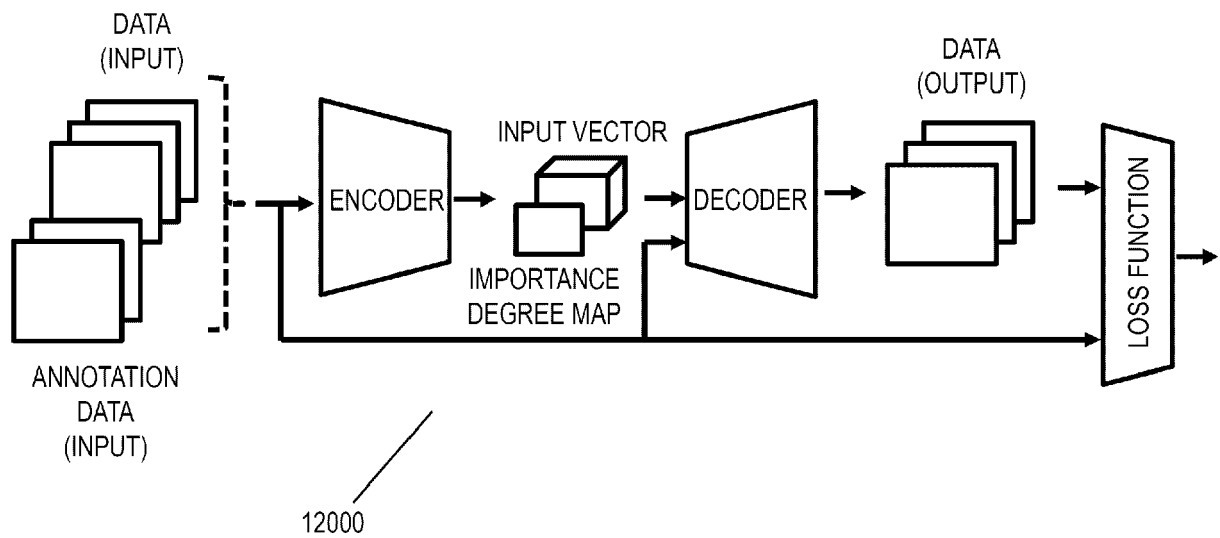 DATA
(INPUT)
ANNOTATION
DATA
(INPUT)
ENCODER
INPUT VECTOR
IMPORTANCE
DEGREE MAP
DECODER
DATA
(OUTPUT)
LOSS FUNCTION
12000